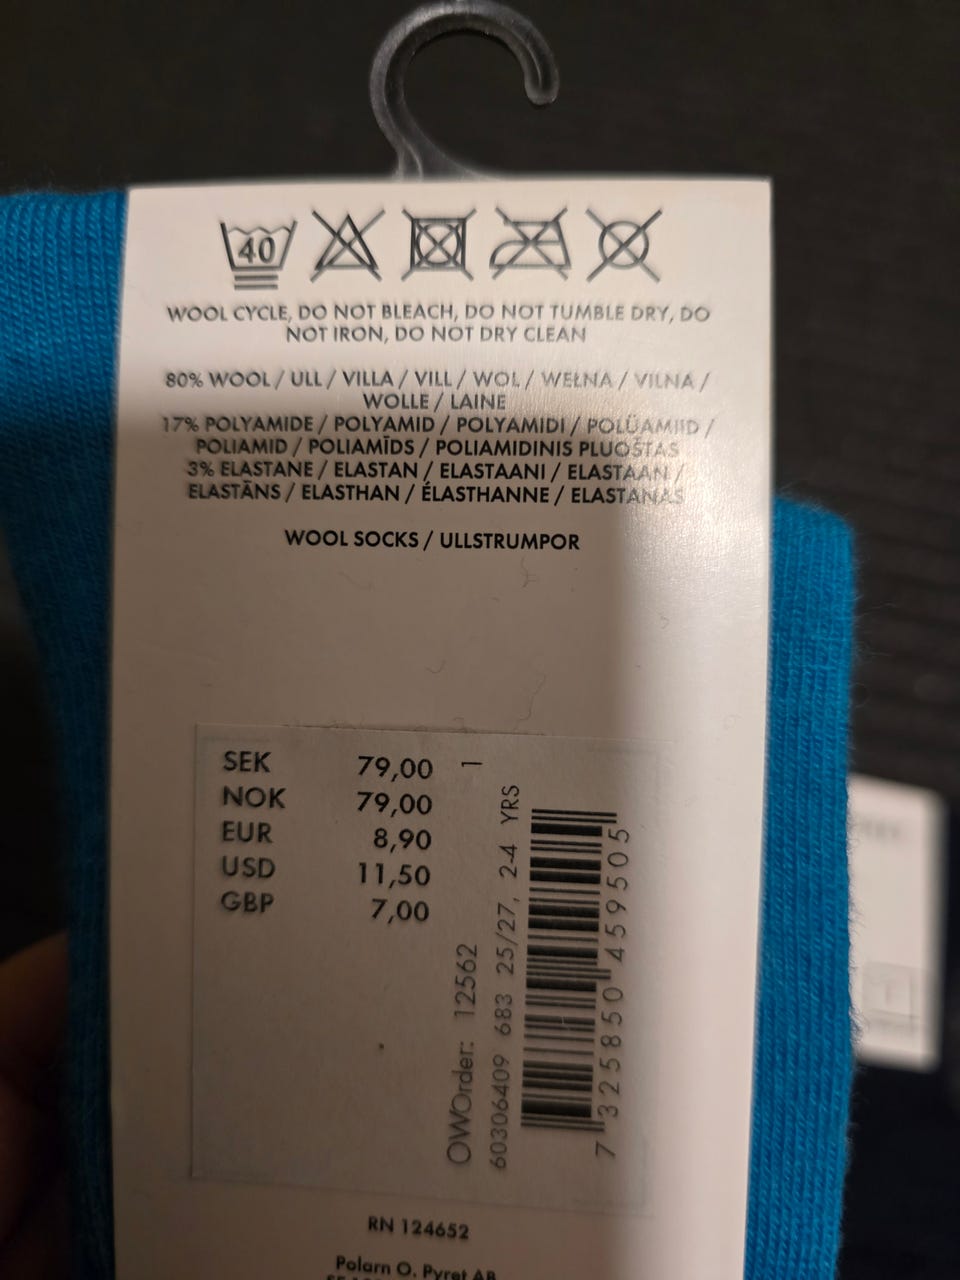 40
WOOL CYCLE, DO NOT BLEACH, DO NOT TUMBLE DRY, DO
NOT IRON, DO NOT DRY CLEAN
80% WOOL / ULL / VILLA / VILL / WOL / WEŁNA / VILNA /
WOLLE / LAINE
17% POLYAMIDE / POLYAMID / POLYAMIDI / POLÜAMIID /
POLIAMID / POLIAMĪDS / POLIAMIDINIS PLUOŠTAS
3% ELASTANE / ELASTAN / ELASTAANI / ELASTAAN /
ELASTĀNS / ELASTHAN / ÉLASTHANNE / ELASTANAS
WOOL SOCKS / ULLSTRUMPOR
SEK 79,00
NOK 79,00
EUR 8,90
USD 11,50
GBP 7,00
1
OWOrder: 12562
60306409 683 25/27, 2-4 YRS
7 325850 459505
RN 124652
Polarn O. Pyret AB